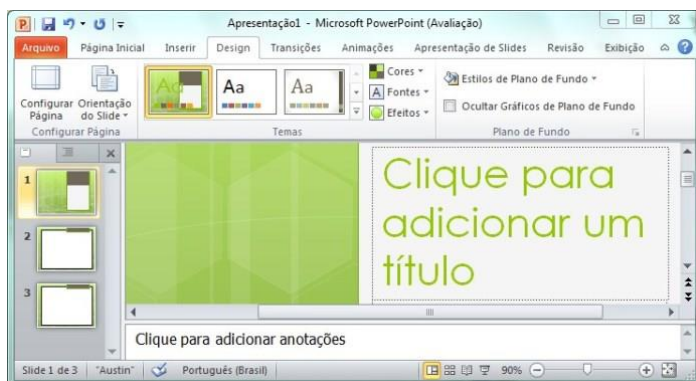 Apresentação1 - Microsoft PowerPoint (Avaliação)
Arquivo Página Inicial Inserir Design Transições Animações Apresentação de Slides Revisão Exibição
Configurar Página
Orientação do Slide
Aa Aa Aa
Cores
Fontes
Efeitos
Estilos de Plano de Fundo
Ocultar Gráficos de Plano de Fundo
Configurar Página Temas Plano de Fundo
1
2
3
Clique para
adicionar um
título
Clique para adicionar anotações
Slide 1 de 3 "Austin" Português (Brasil) 90%